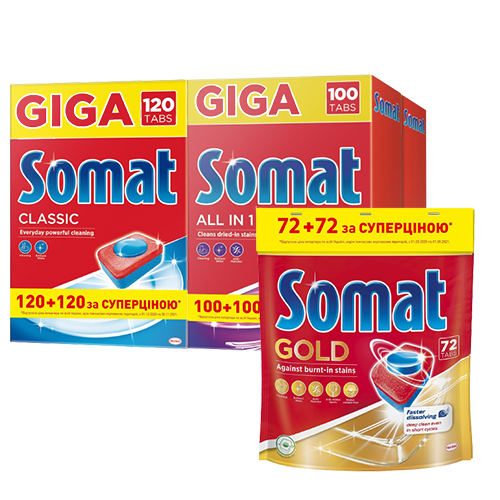 GIGA 120 TABS
Somat
CLASSIC
Everyday powerful cleaning
120+120 за СУПЕРЦІНОЮ*
GIGA 100 TABS
Somat
ALL IN 1
Cleans dried-in stains
100+100
72+72 за СУПЕРЦІНОЮ*
Somat
GOLD
72 TABS
Against burnt-in stains
Faster dissolving
deep clean even in short cycles